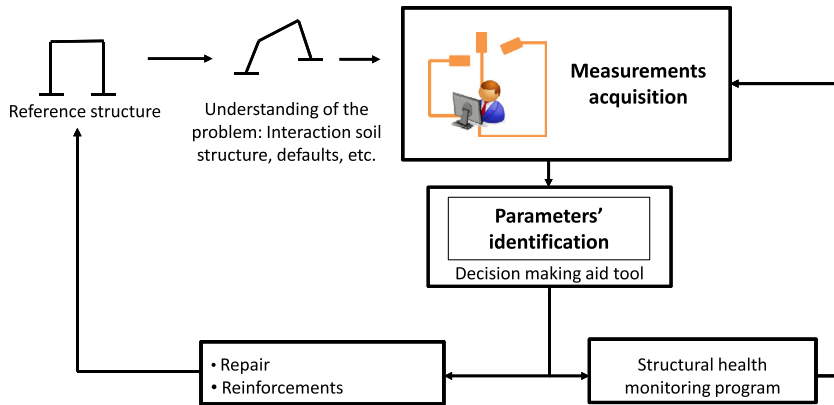 Reference structure
Understanding of the
problem: Interaction soil
structure, defaults, etc.
Measurements
acquisition
Parameters’
identification
Decision making aid tool
• Repair
• Reinforcements
Structural health
monitoring program